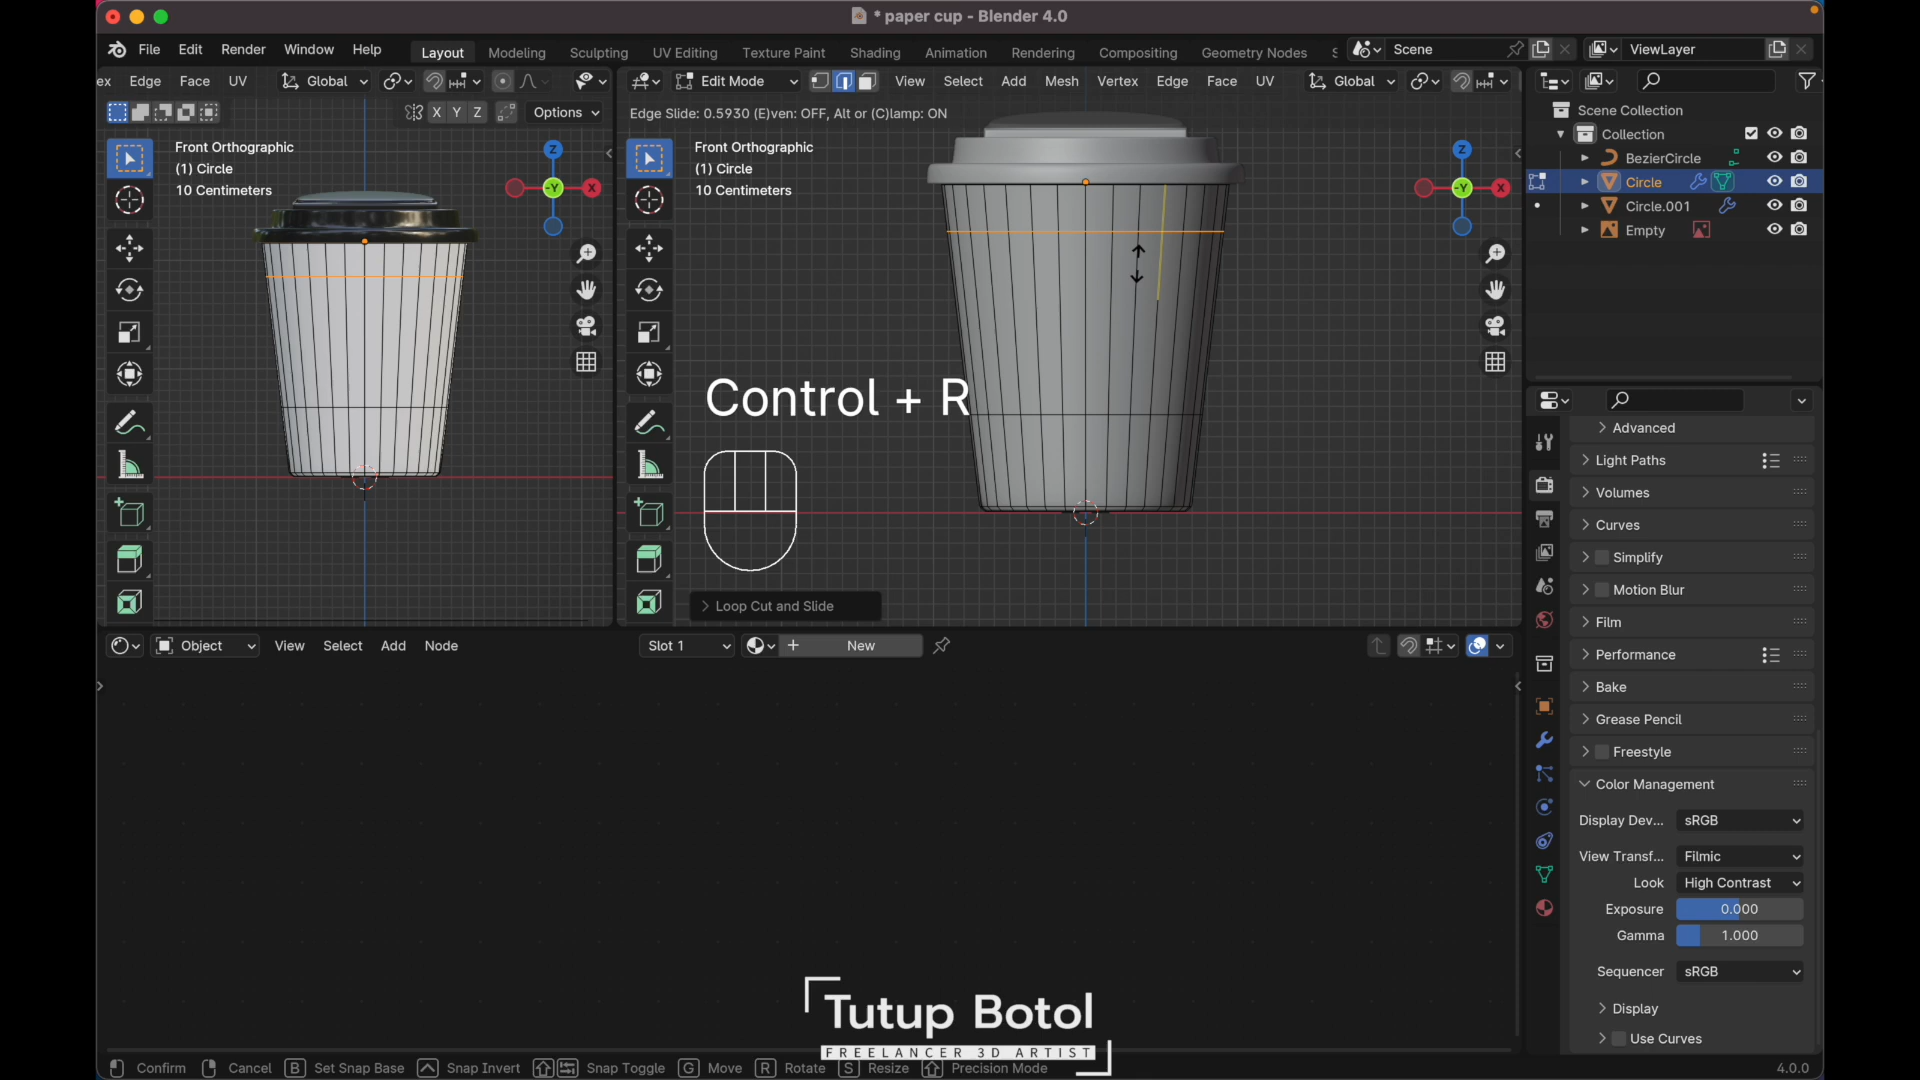 * paper cup - Blender 4.0
File Edit Render Window Help Layout Modeling Sculpting UV Editing Texture Paint Shading Animation Rendering Compositing Geometry Nodes S Scene ViewLayer
ex Edge Face UV Global
Edit Mode View Select Add Mesh Vertex Edge Face UV Global
X Y Z Options
Edge Slide: 0.5930 (E)ven: OFF, Alt or (C)lamp: ON
Front Orthographic
(1) Circle
10 Centimeters
Z
-Y
X
Front Orthographic
(1) Circle
10 Centimeters
Z
-Y
X
Control + R
Loop Cut and Slide
Scene Collection
Collection
BezierCircle
Circle
Circle.001
Empty
Advanced
Light Paths
Volumes
Curves
Simplify
Motion Blur
Film
Performance
Bake
Grease Pencil
Freestyle
Color Management
Display Dev... sRGB
View Transf... Filmic
Look High Contrast
Exposure 0.000
Gamma 1.000
Sequencer sRGB
Display
Use Curves
Object View Select Add Node Slot 1 New
Tutup Botol
FREELANCER 3D ARTIST
Confirm Cancel B Set Snap Base Snap Invert Snap Toggle G Move R Rotate S Resize Precision Mode 4.0.0